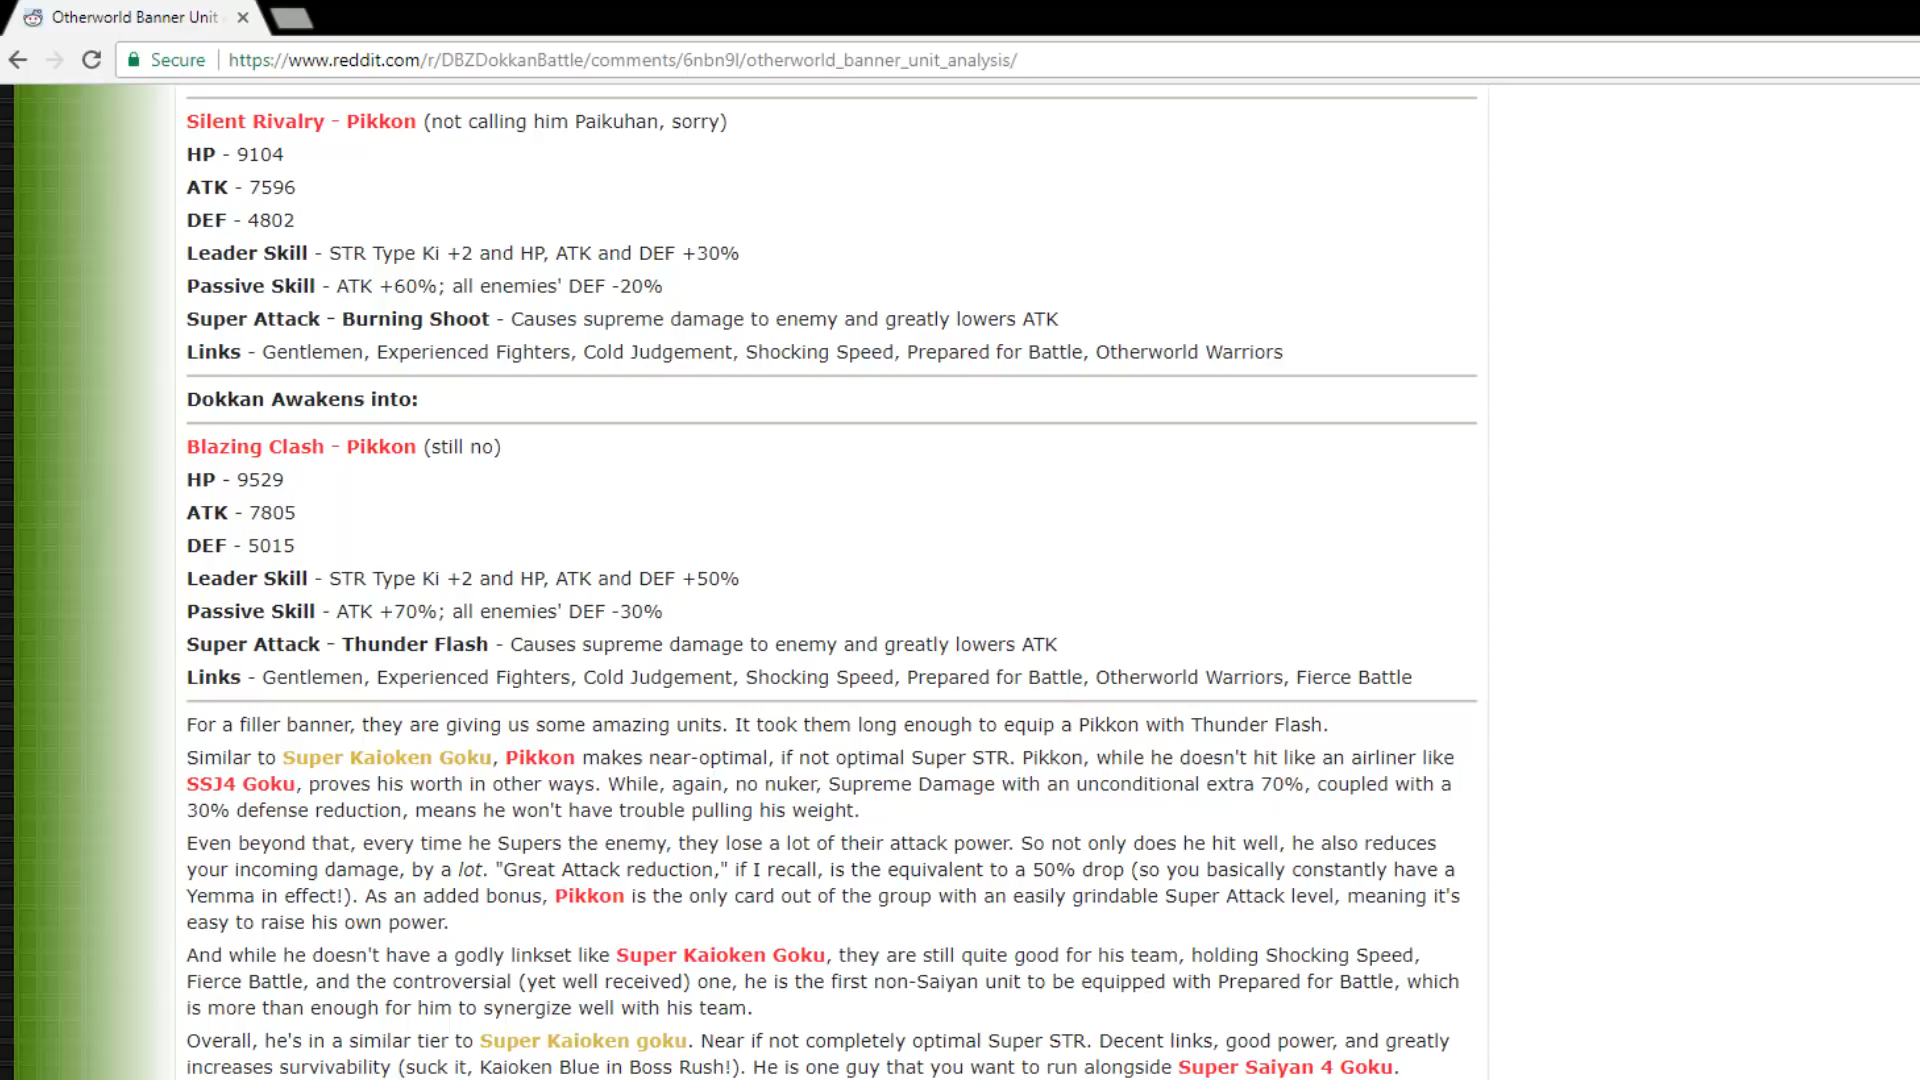 Otherworld Banner Unit
Secure https://www.reddit.com/r/DBZDokkanBattle/comments/6nbn9l/otherworld_banner_unit_analysis/
Silent Rivalry - Pikkon (not calling him Paikuhan, sorry)
HP - 9104
ATK - 7596
DEF - 4802
Leader Skill - STR Type Ki +2 and HP, ATK and DEF +30%
Passive Skill - ATK +60%; all enemies' DEF -20%
Super Attack - Burning Shoot - Causes supreme damage to enemy and greatly lowers ATK
Links - Gentlemen, Experienced Fighters, Cold Judgement, Shocking Speed, Prepared for Battle, Otherworld Warriors
Dokkan Awakens into:
Blazing Clash - Pikkon (still no)
HP - 9529
ATK - 7805
DEF - 5015
Leader Skill - STR Type Ki +2 and HP, ATK and DEF +50%
Passive Skill - ATK +70%; all enemies' DEF -30%
Super Attack - Thunder Flash - Causes supreme damage to enemy and greatly lowers ATK
Links - Gentlemen, Experienced Fighters, Cold Judgement, Shocking Speed, Prepared for Battle, Otherworld Warriors, Fierce Battle
For a filler banner, they are giving us some amazing units. It took them long enough to equip a Pikkon with Thunder Flash.
Similar to Super Kaioken Goku, Pikkon makes near-optimal, if not optimal Super STR. Pikkon, while he doesn't hit like an airliner like
SSJ4 Goku, proves his worth in other ways. While, again, no nuker, Supreme Damage with an unconditional extra 70%, coupled with a
30% defense reduction, means he won't have trouble pulling his weight.
Even beyond that, every time he Supers the enemy, they lose a lot of their attack power. So not only does he hit well, he also reduces
your incoming damage, by a lot. "Great Attack reduction," if I recall, is the equivalent to a 50% drop (so you basically constantly have a
Yemma in effect!). As an added bonus, Pikkon is the only card out of the group with an easily grindable Super Attack level, meaning it's
easy to raise his own power.
And while he doesn't have a godly linkset like Super Kaioken Goku, they are still quite good for his team, holding Shocking Speed,
Fierce Battle, and the controversial (yet well received) one, he is the first non-Saiyan unit to be equipped with Prepared for Battle, which
is more than enough for him to synergize well with his team.
Overall, he's in a similar tier to Super Kaioken goku. Near if not completely optimal Super STR. Decent links, good power, and greatly
increases survivability (suck it, Kaioken Blue in Boss Rush!). He is one guy that you want to run alongside Super Saiyan 4 Goku.